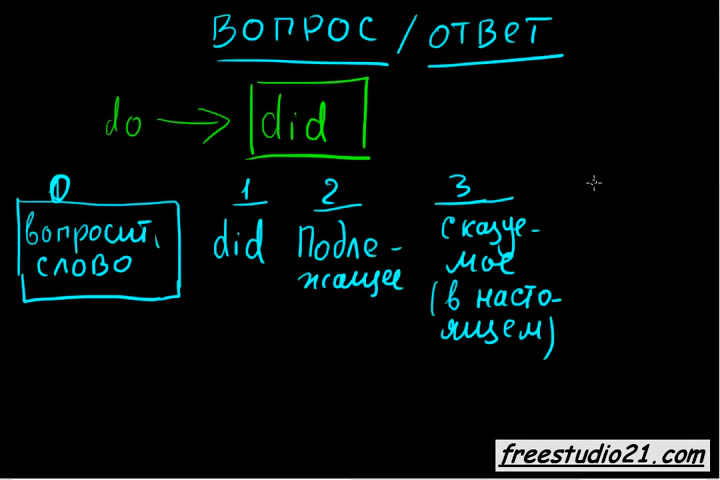 ВОПРОС / ОТВЕТ
do → did
0 1 2 3
вопросит. did Подле- сказуе-
слово жащее мое
(в насто-
ящем)
freestudio21.com